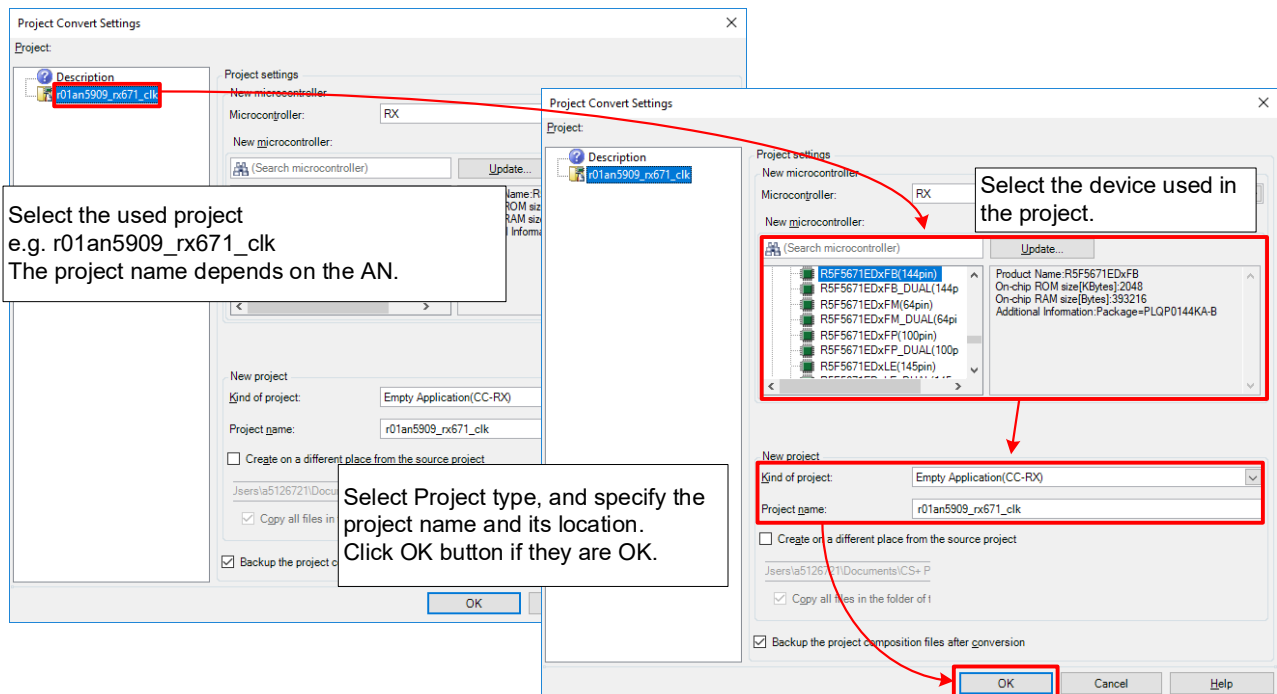 Project Convert Settings
Project:
Description
r01an5909_rx671_clk
Project settings
New microcontroller
Microcontroller:
RX
New microcontroller:
(Search microcontroller)
Update...
Select the used project
e.g. r01an5909_rx671_clk
The project name depends on the AN.
New project
Kind of project:
Empty Application(CC-RX)
Project name:
r01an5909_rx671_clk
Create on a different place from the source project
Copy all files in
Backup the project
OK
Select Project type, and specify the
project name and its location.
Click OK button if they are OK.
Project Convert Settings
Project:
Description
r01an5909_rx671_clk
Project settings
New microcontroller
Microcontroller:
RX
Select the device used in
the project.
New microcontroller:
(Search microcontroller)
Update...
R5F5671EDxFB(144pin)
R5F5671EDxFB_DUAL(144p
R5F5671EDxFM(64pin)
R5F5671EDxFM_DUAL(64pi
R5F5671EDxFP(100pin)
R5F5671EDxFP_DUAL(100p
R5F5671EDxLE(145pin)
Product Name:R5F5671EDxFB
On-chip ROM size[KBytes]:2048
On-chip RAM size[Bytes]:393216
Additional Information:Package=PLQP0144KA-B
New project
Kind of project:
Empty Application(CC-RX)
Project name:
r01an5909_rx671_clk
Create on a different place from the source project
Jsers\a5126721\Documents\CS+ P
Copy all files in the folder of t
Backup the project composition files after conversion
OK
Cancel
Help